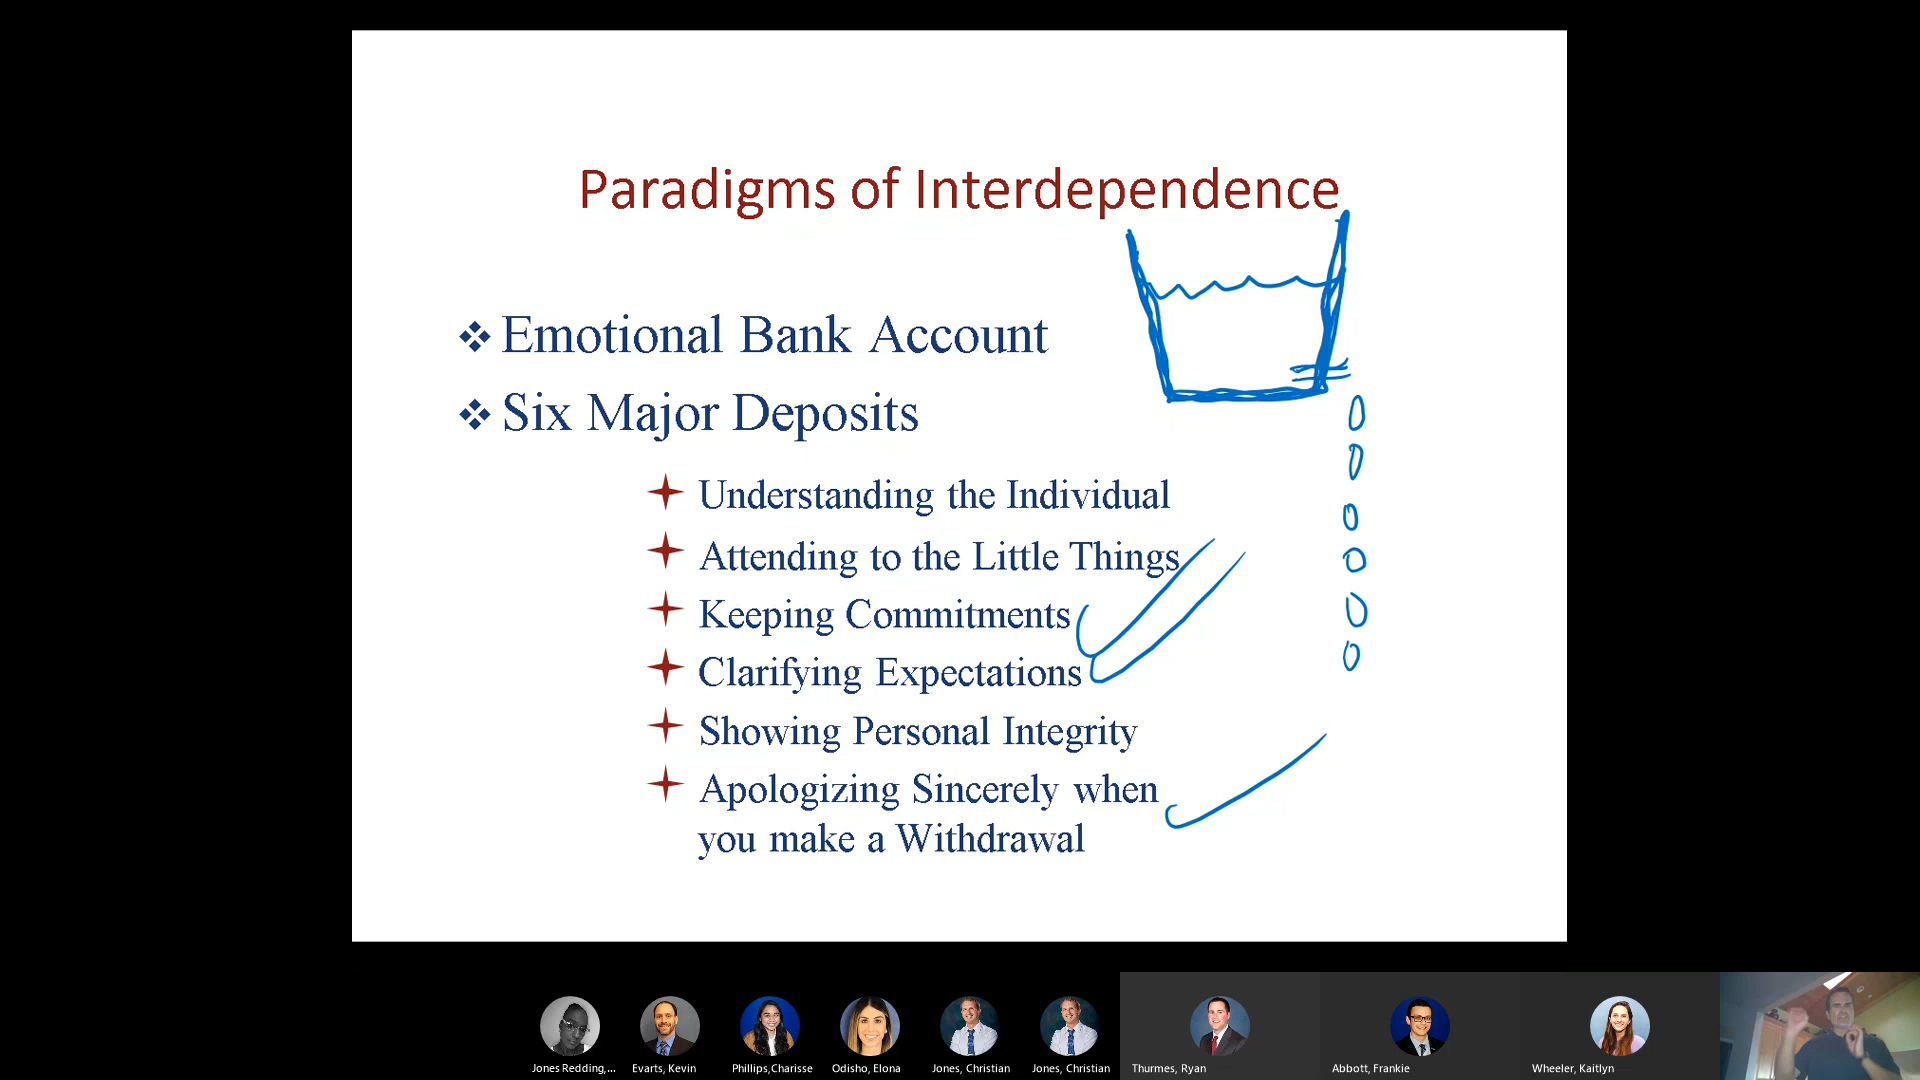 Paradigms of Interdependence
Emotional Bank Account
Six Major Deposits
Understanding the Individual
Attending to the Little Things
Keeping Commitments
Clarifying Expectations
Showing Personal Integrity
Apologizing Sincerely when
you make a Withdrawal
Jones Redding,...
Evarts, Kevin
Phillips,Charisse
Odisho, Elona
Jones, Christian
Jones, Christian
Thurmes, Ryan
Abbott, Frankie
Wheeler, Kaitlyn